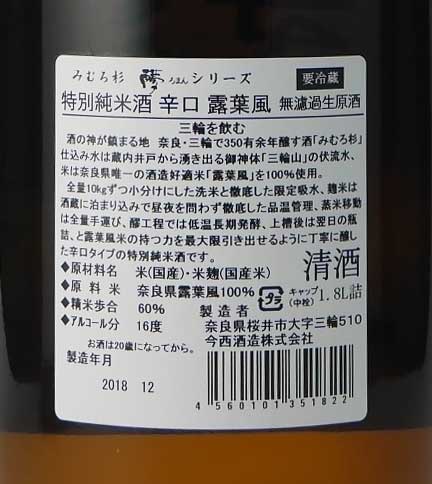 みむろ杉 ろまんシリーズ 要冷蔵
特別純米酒 辛口 露葉風 無濾過生原酒
三輪を飲む
酒の神が鎮まる地 奈良・三輪で350有余年醸す酒「みむろ杉」
仕込み水は蔵内井戸から湧き出る御神体「三輪山」の伏流水、
米は奈良県唯一の酒造好適米「露葉風」を100%使用。
全量10kgずつ小分けにした洗米と徹底した限定吸水、麹米は
酒蔵に泊まり込みで昼夜を問わず徹底した品温管理、蒸米移動
は全量手運び、醪工程では低温長期発酵、上槽後は翌日の瓶
詰、と露葉風米の持つ力を最大限引き出せるように丁寧に醸し
た辛口タイプの特別純米酒です。
清酒
◆原材料名 米(国産)・米麹(国産米)
◆原料米 奈良県露葉風100%
プラ キャップ(中栓) 1.8L詰
◆精米歩合 60%
◆アルコール分 16度
製造者
奈良県桜井市大字三輪510
今西酒造株式会社
お酒は20歳になってから。
製造年月
2018 12
4 560101 351822